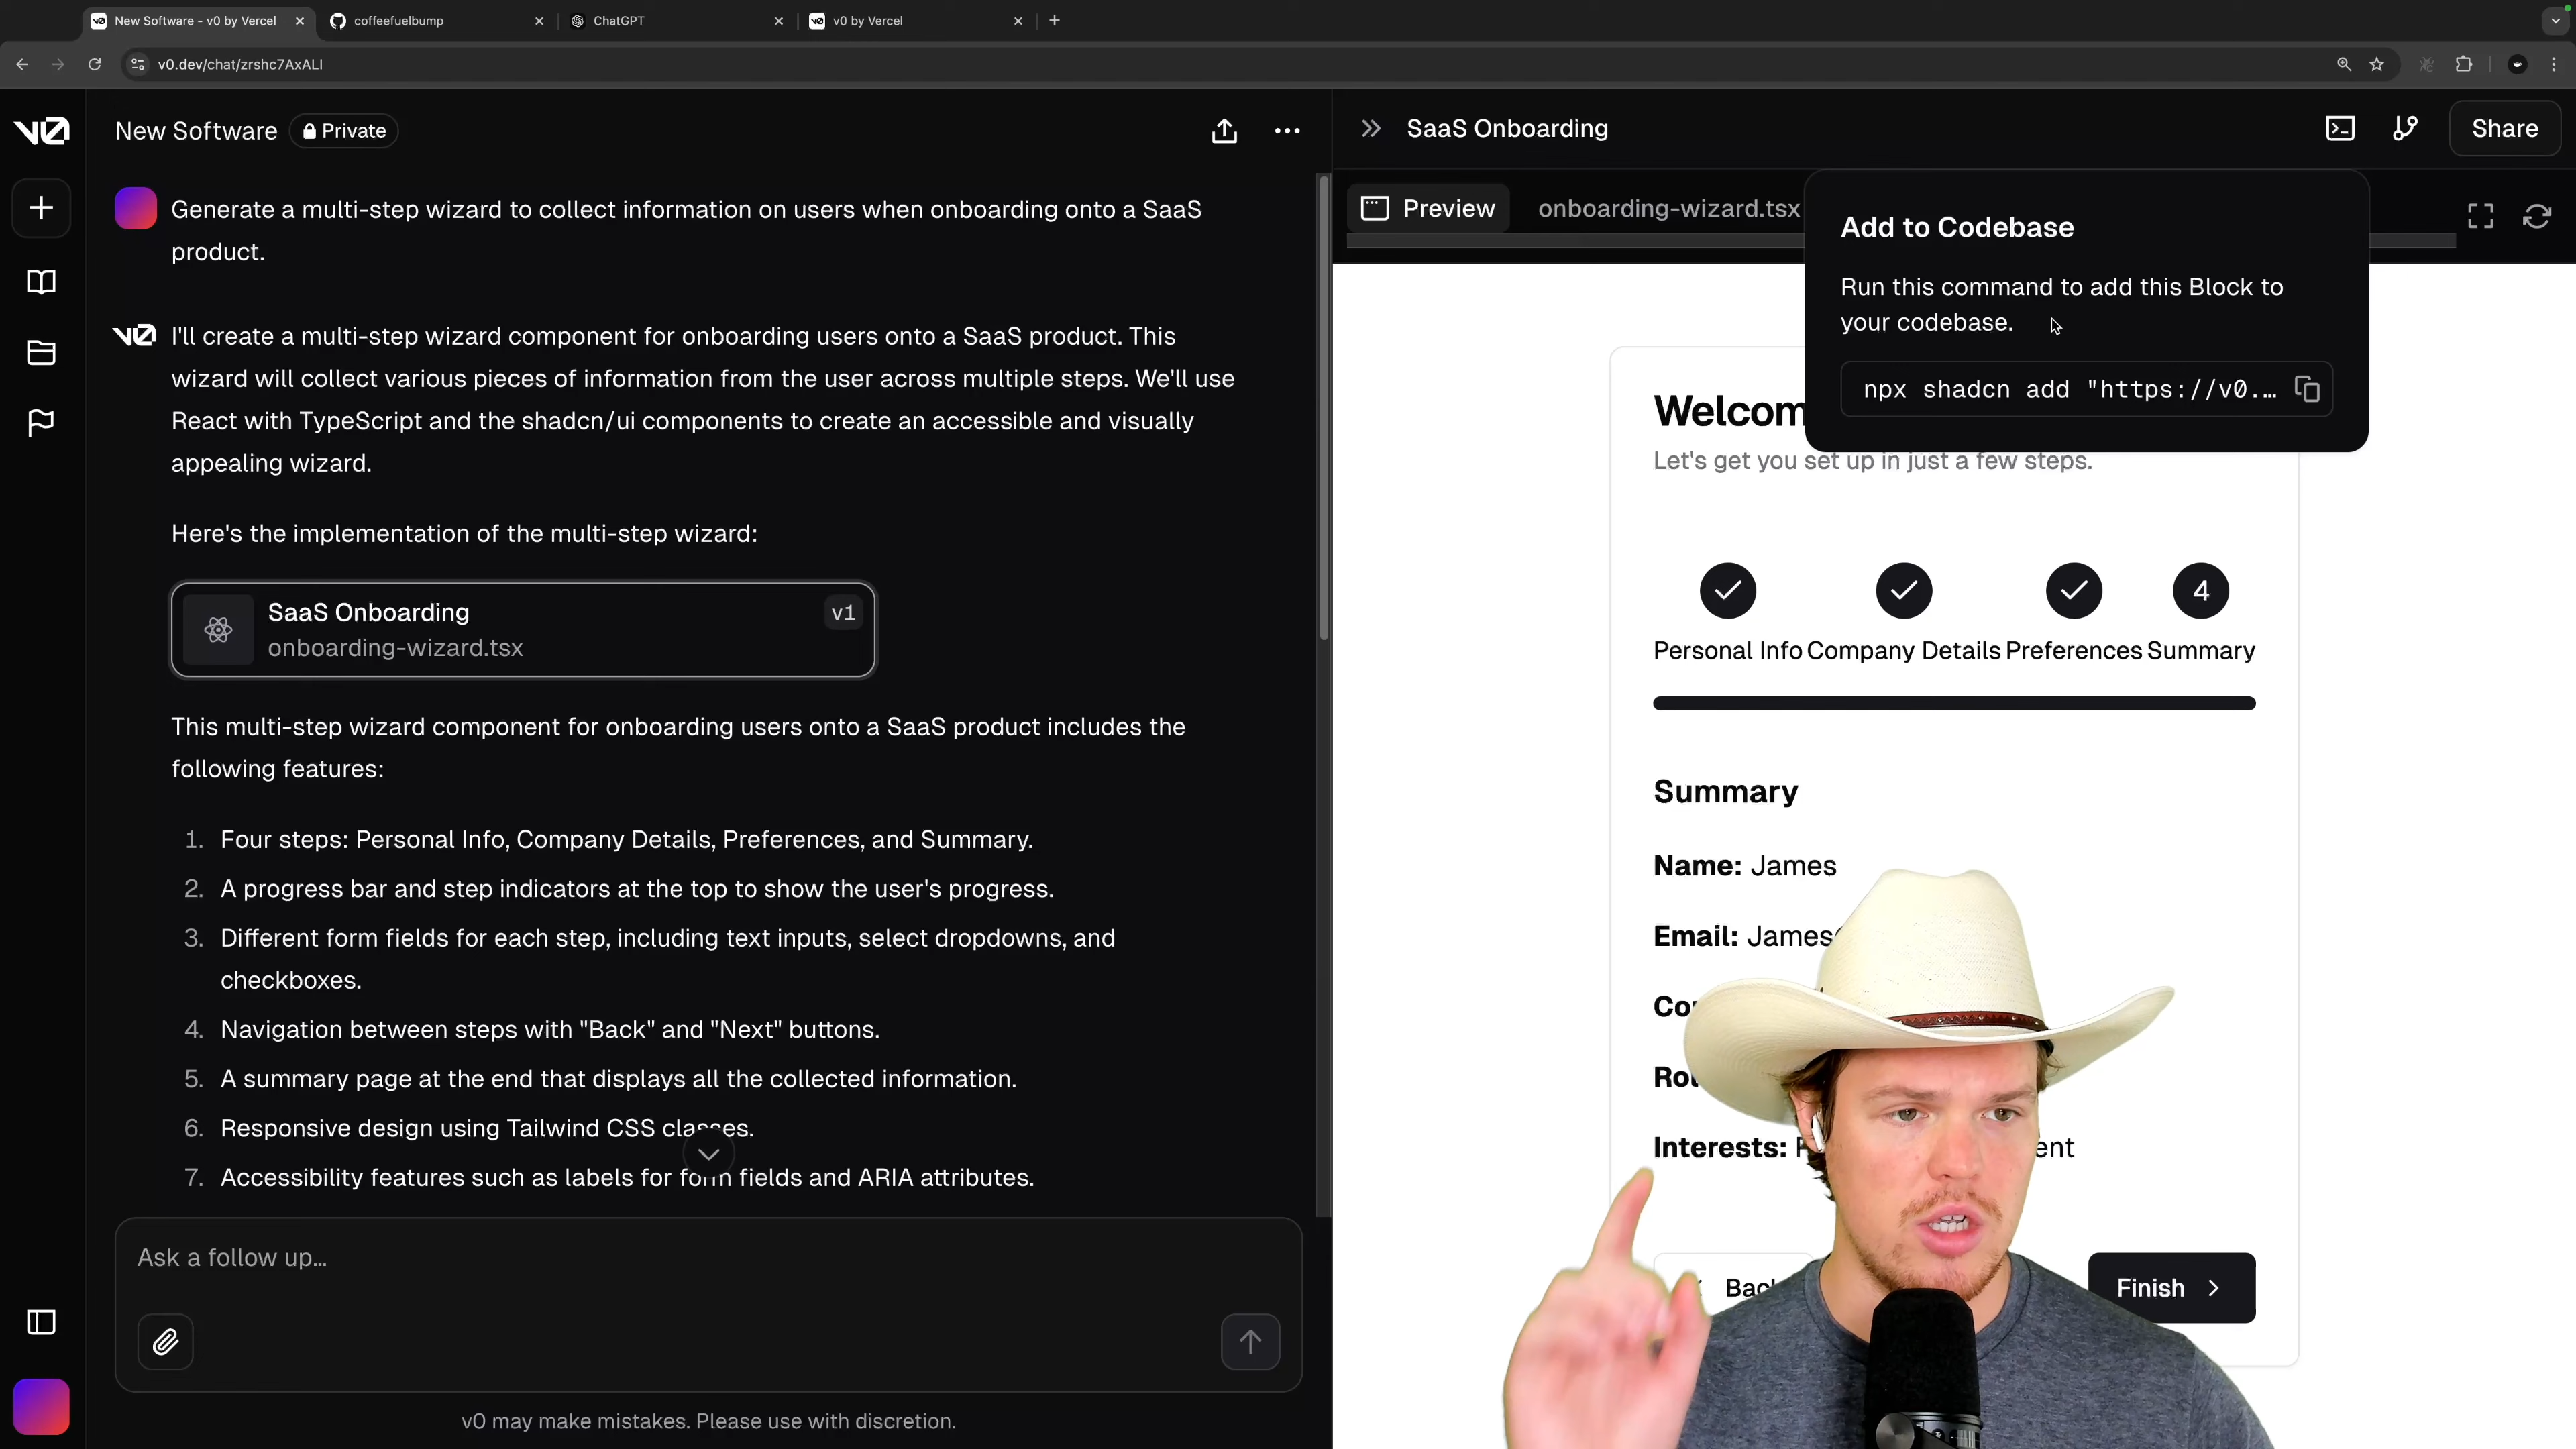 New Software - v0 by Vercel
coffeefuelbump
ChatGPT
v0 by Vercel
v0.dev/chat/zrshc7AxALI
v0
New Software
Private
Generate a multi-step wizard to collect information on users when onboarding onto a SaaS
product.
v0
I'll create a multi-step wizard component for onboarding users onto a SaaS product. This
wizard will collect various pieces of information from the user across multiple steps. We'll use
React with TypeScript and the shadcn/ui components to create an accessible and visually
appealing wizard.
Here's the implementation of the multi-step wizard:
SaaS Onboarding
v1
onboarding-wizard.tsx
This multi-step wizard component for onboarding users onto a SaaS product includes the
following features:
1. Four steps: Personal Info, Company Details, Preferences, and Summary.
2. A progress bar and step indicators at the top to show the user's progress.
3. Different form fields for each step, including text inputs, select dropdowns, and
checkboxes.
4. Navigation between steps with "Back" and "Next" buttons.
5. A summary page at the end that displays all the collected information.
6. Responsive design using Tailwind CSS classes.
7. Accessibility features such as labels for form fields and ARIA attributes.
Ask a follow up...
v0 may make mistakes. Please use with discretion.
SaaS Onboarding
Share
Preview
onboarding-wizard.tsx
Add to Codebase
Run this command to add this Block to
your codebase.
npx shadcn add "https://v0.…
Welcom
Let's get you set up in just a few steps.
4
Personal Info Company Details Preferences Summary
Summary
Name: James
Email: James
Interests:
Finish